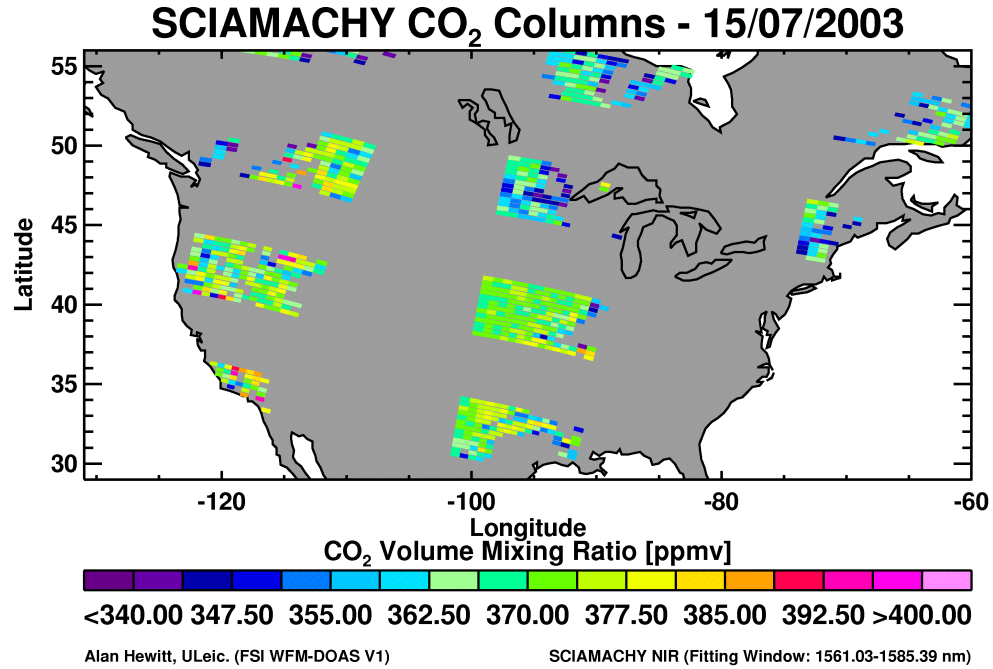 SCIAMACHY CO2 Columns - 15/07/2003
55
50
45
40
35
30
Latitude
-120 -100 -80 -60
Longitude
CO2 Volume Mixing Ratio [ppmv]
<340.00 347.50 355.00 362.50 370.00 377.50 385.00 392.50 >400.00
Alan Hewitt, ULeic. (FSI WFM-DOAS V1) SCIAMACHY NIR (Fitting Window: 1561.03-1585.39 nm)